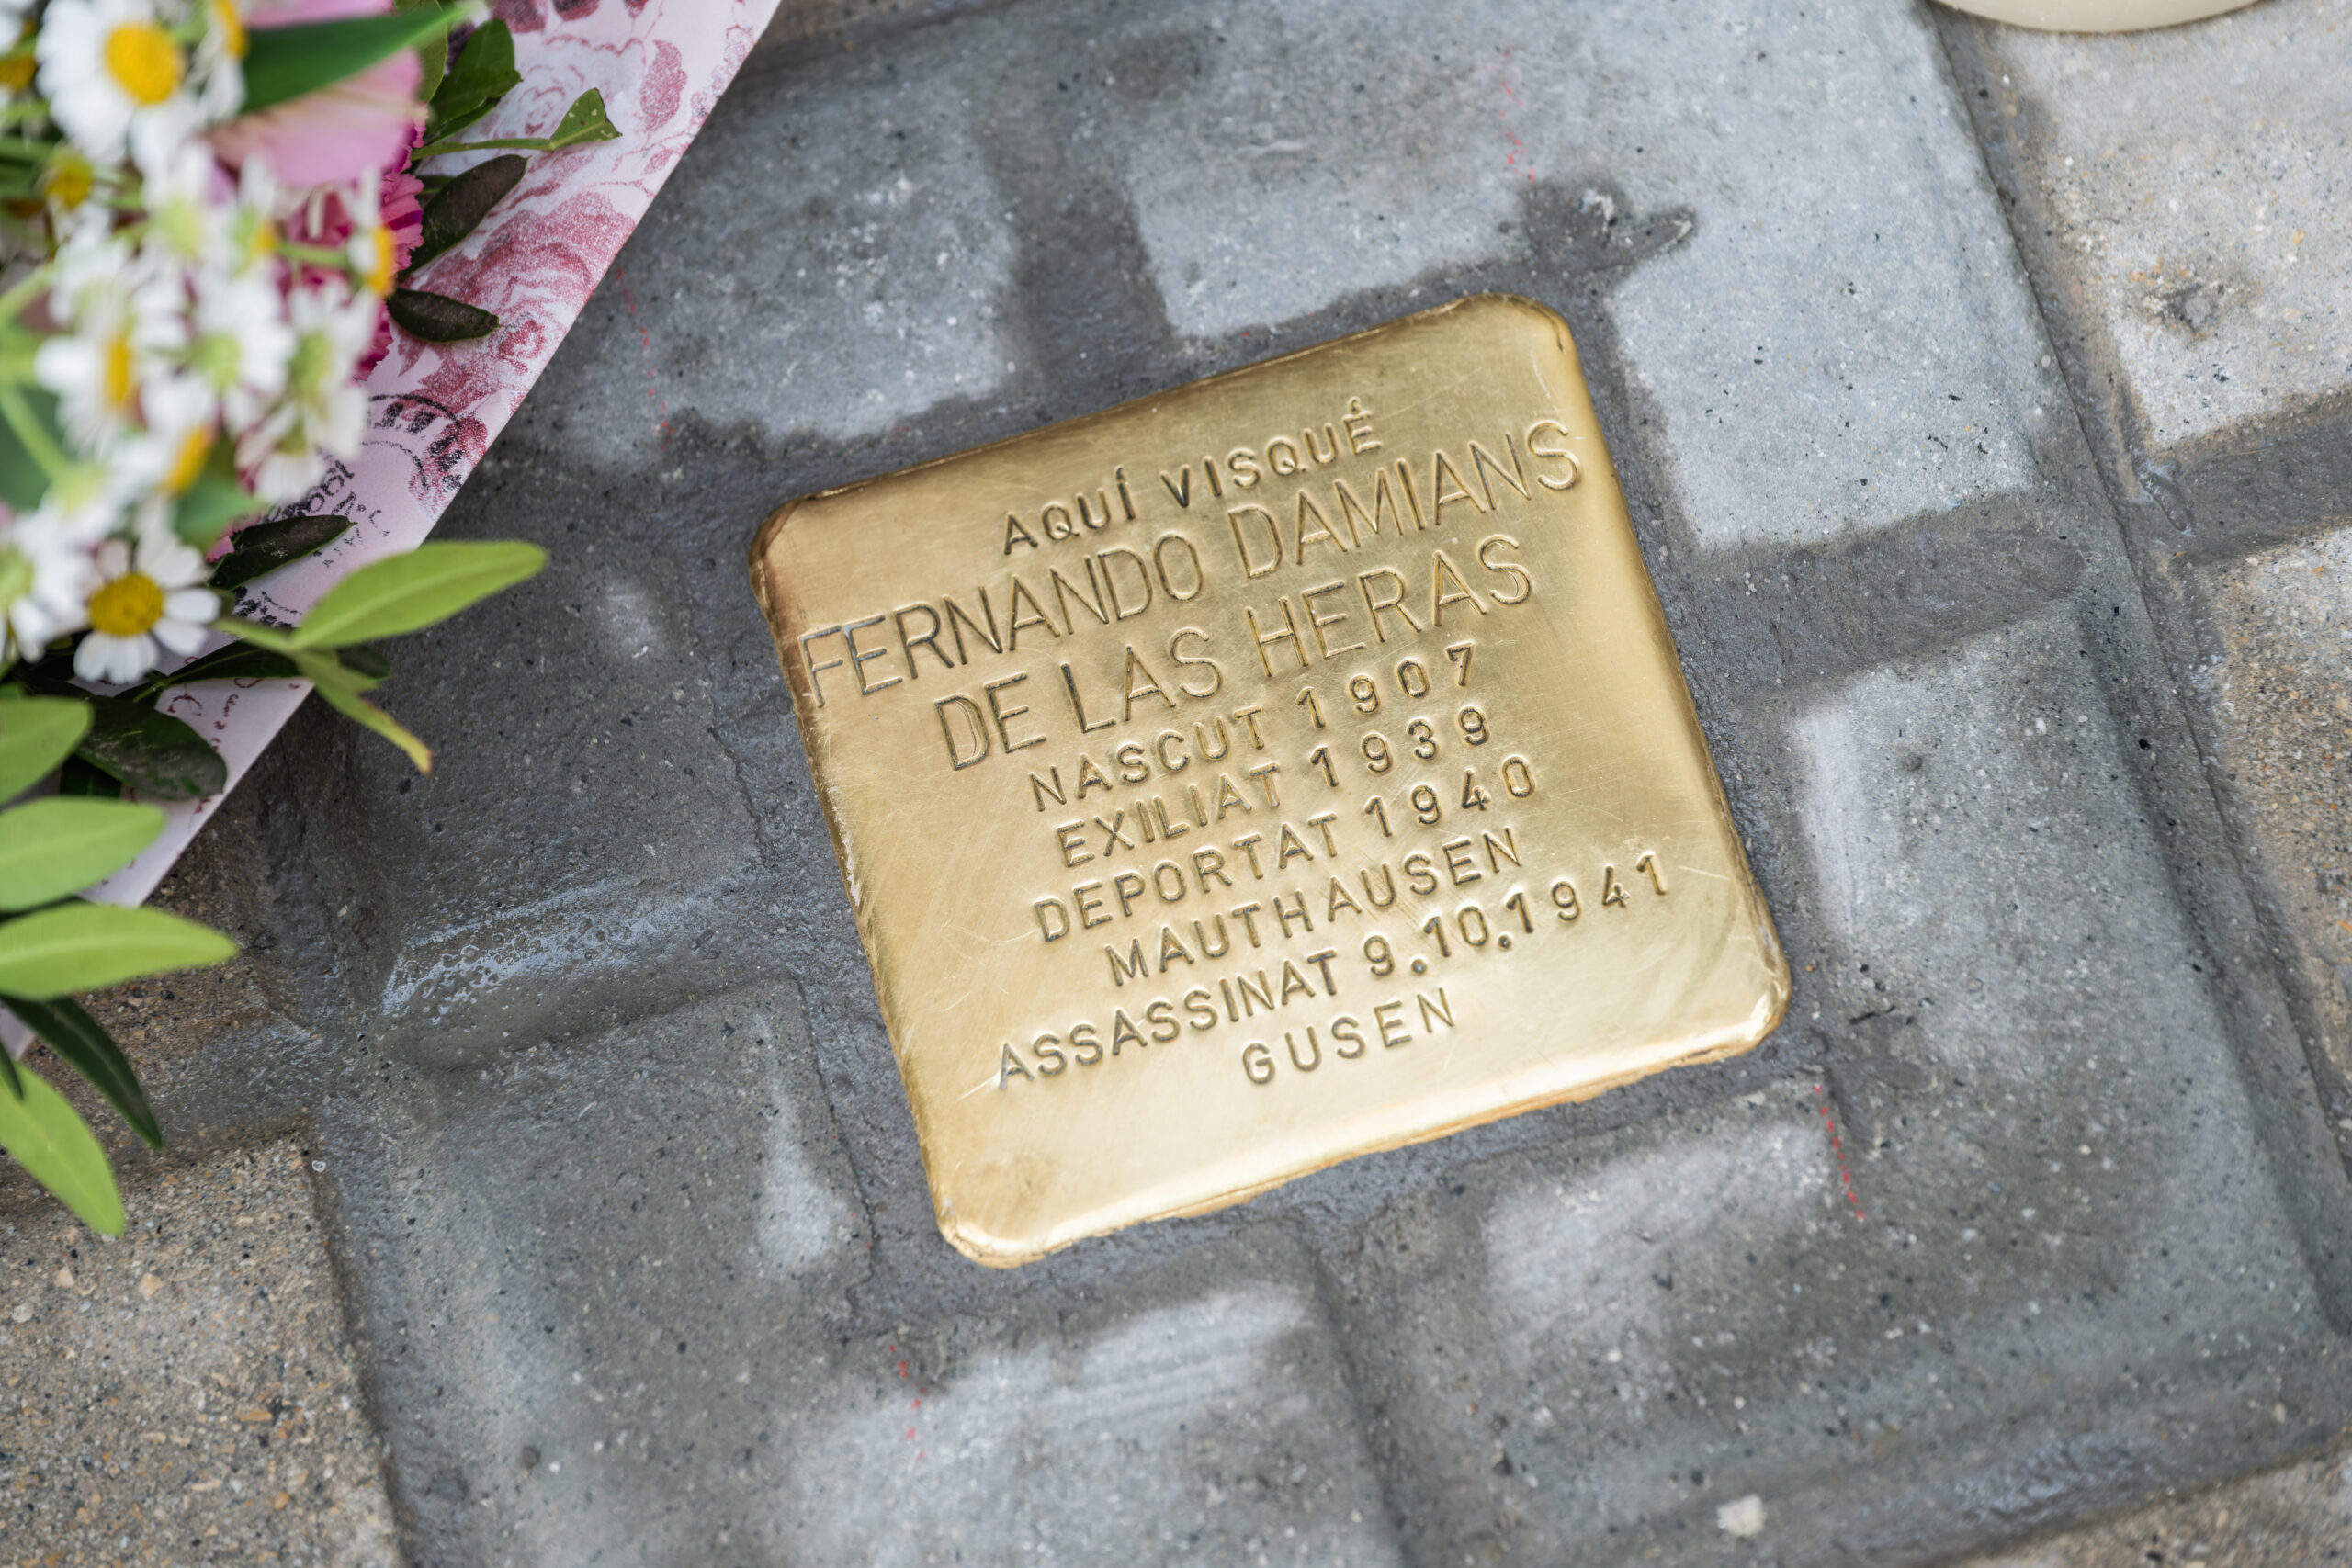 AQUÍ VISQUÉ
FERNANDO DAMIANS
DE LAS HERAS
NASCUT 1907
EXILIAT 1939
DEPORTAT 1940
MAUTHAUSEN
ASSASSINAT 9.10.1941
GUSEN